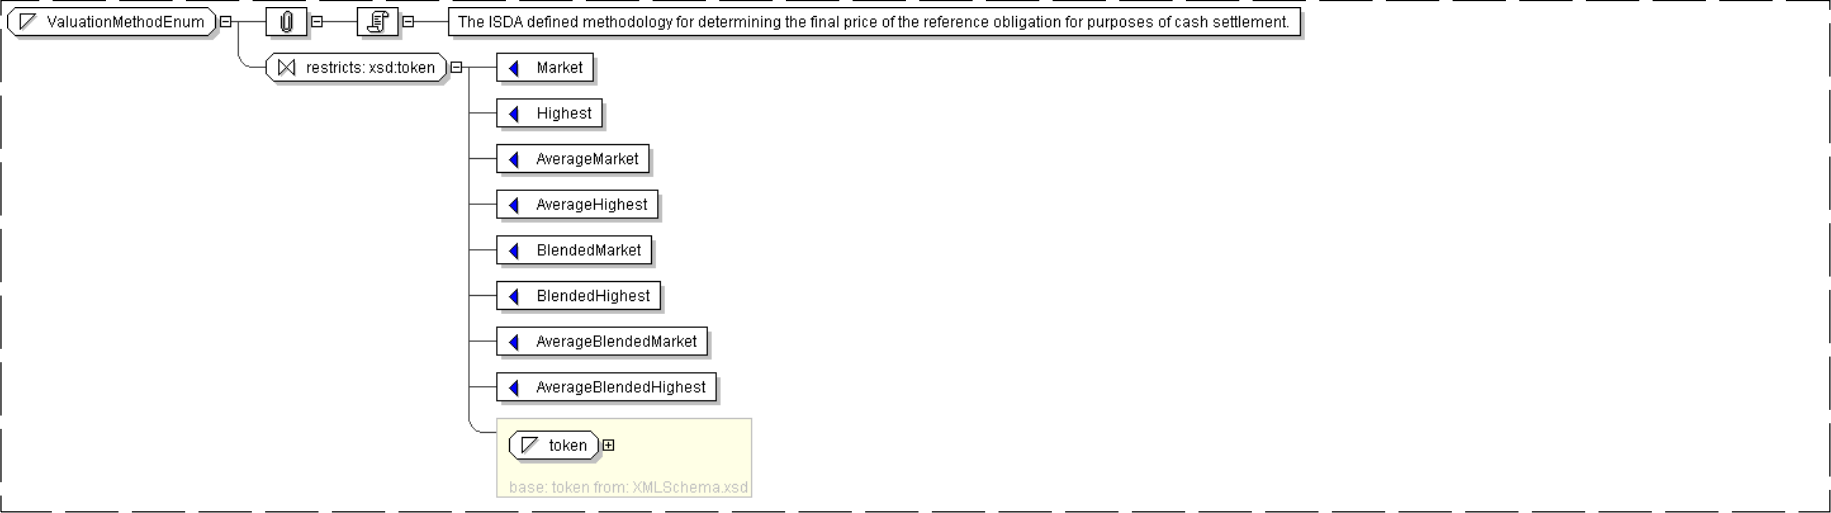 ValuationMethodEnum
The ISDA defined methodology for determining the final price of the reference obligation for purposes of cash settlement.
restricts: xsd:token
Market
Highest
AverageMarket
AverageHighest
BlendedMarket
BlendedHighest
AverageBlendedMarket
AverageBlendedHighest
token
base: token from: XMLSchema.xsd